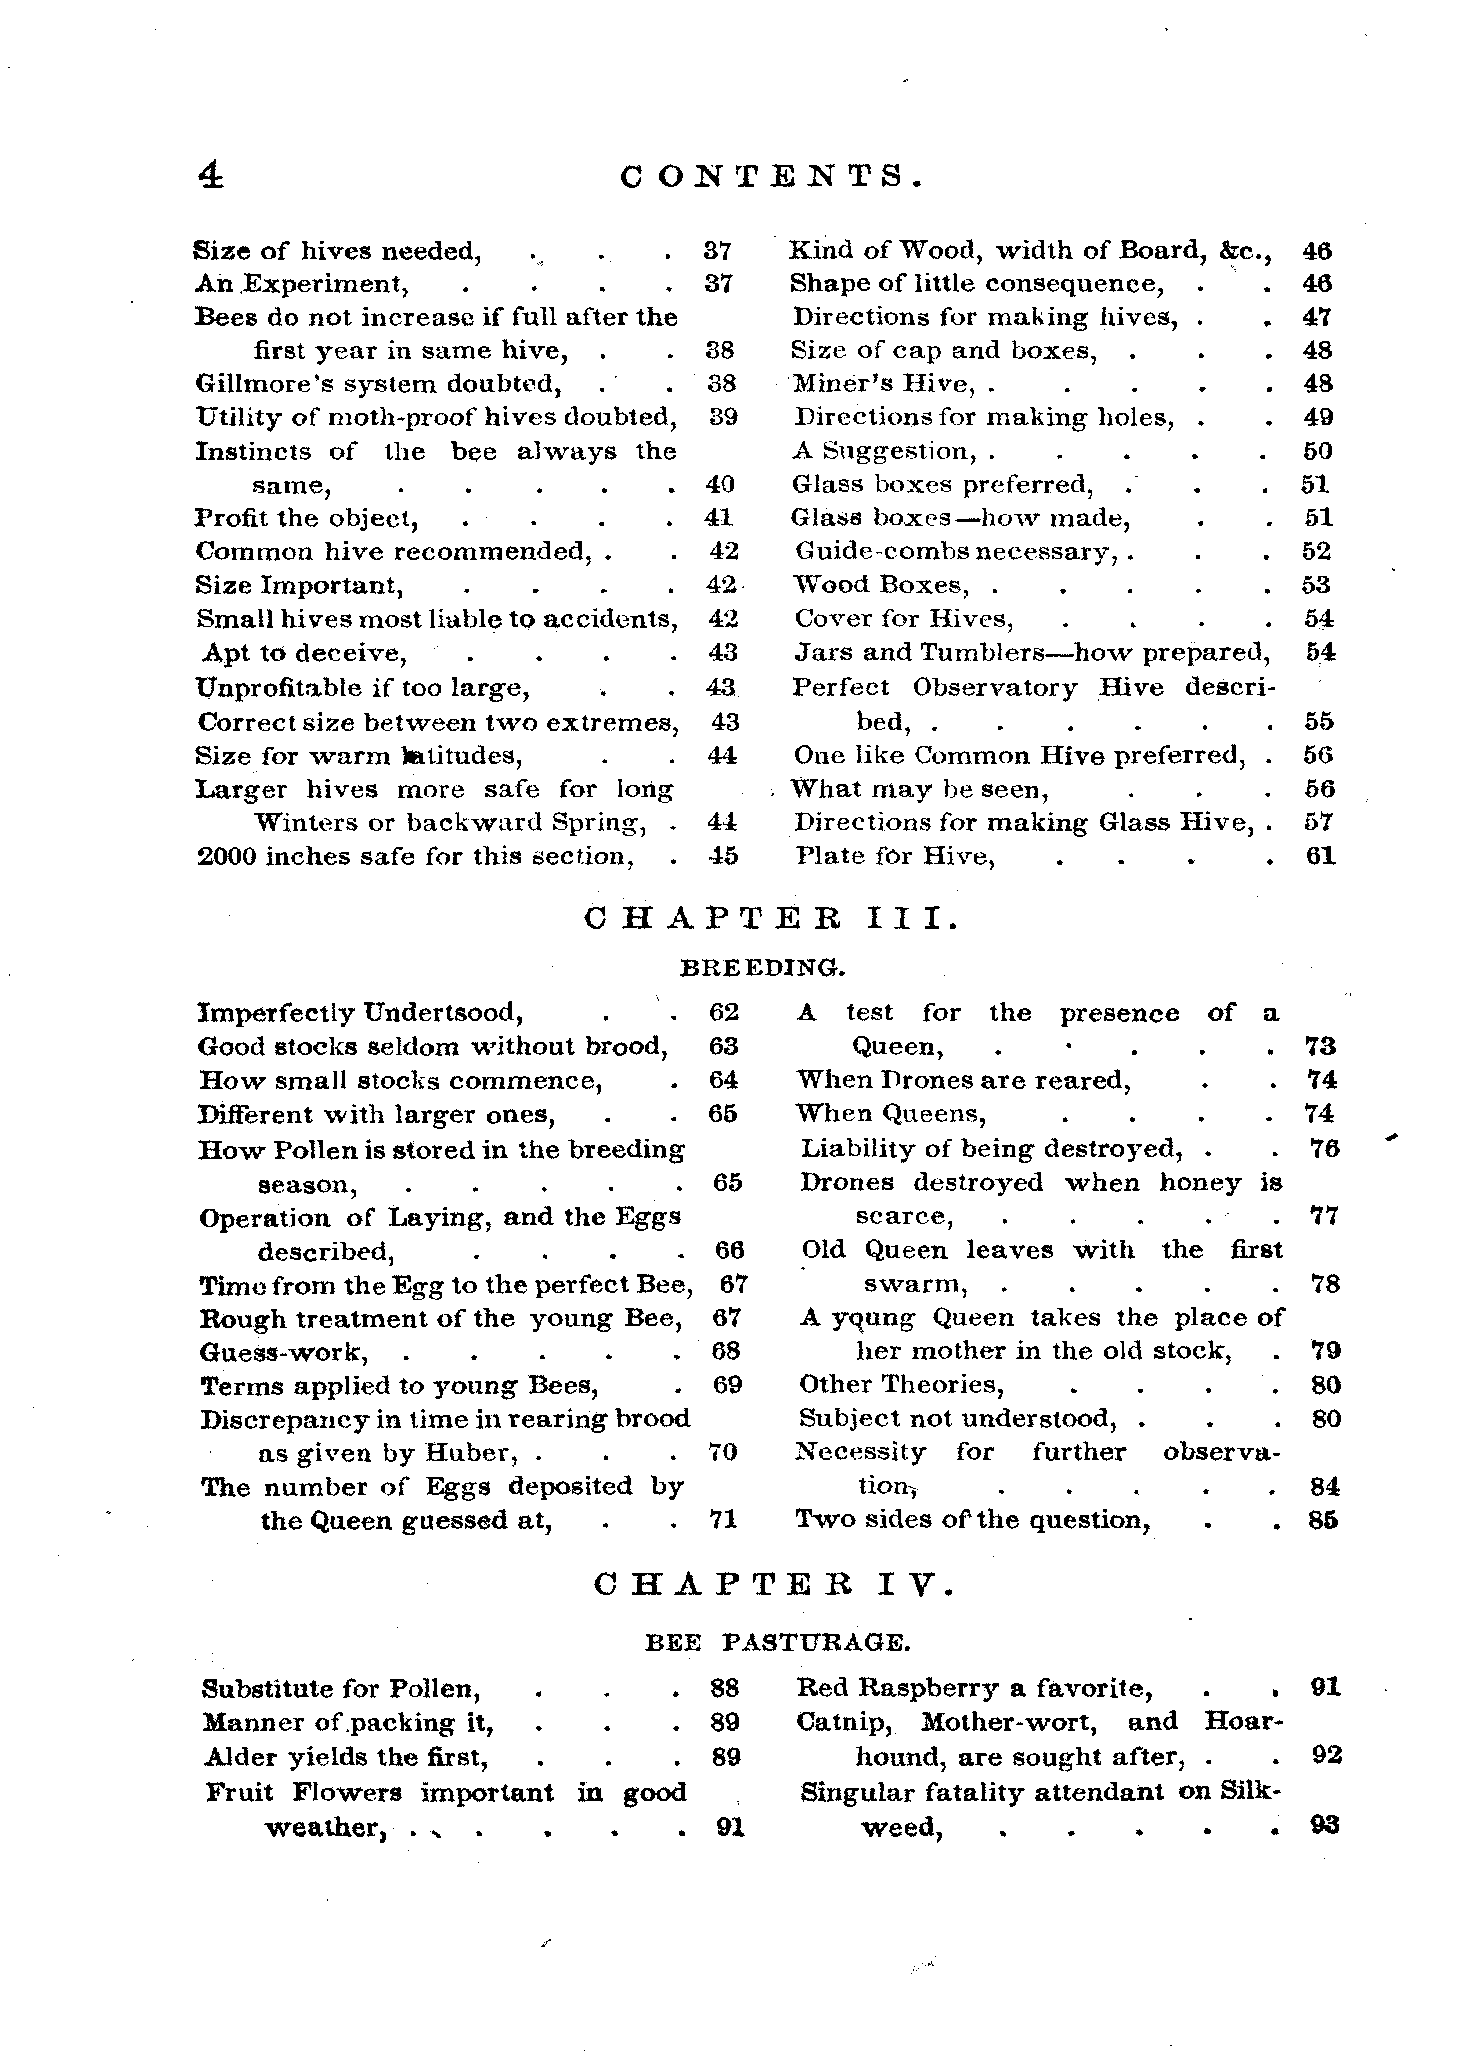 4 CONTENTS.
Size of hives needed, . . . 37
An Experiment, . . . . 37
Bees do not increase if full after the
first year in same hive, . . 38
Gillmore's system doubted, . . 38
Utility of moth-proof hives doubted, 39
Instincts of the bee always the
same, . . . . . 40
Profit the object, . . . . 41
Common hive recommended, . . 42
Size Important, . . . . 42
Small hives most liable to accidents, 42
Apt to deceive, . . . . 43
Unprofitable if too large, . . 43
Correct size between two extremes, 43
Size for warm latitudes, . . 44
Larger hives more safe for long
Winters or backward Spring, . 44
2000 inches safe for this section, . 45
Kind of Wood, width of Board, &c., 46
Shape of little consequence, . . 46
Directions for making hives, . . 47
Size of cap and boxes, . . . 48
Miner's Hive, . . . . . 48
Directions for making holes, . . 49
A Suggestion, . . . . . 50
Glass boxes preferred, . . . 51
Glass boxes—how made, . . 51
Guide-combs necessary, . . . 52
Wood Boxes, . . . . . 53
Cover for Hives, . . . . 54
Jars and Tumblers—how prepared, 54
Perfect Observatory Hive descri-
bed, . . . . . . 55
One like Common Hive preferred, . 56
What may be seen, . . . 56
Directions for making Glass Hive, . 57
Plate for Hive, . . . . 61
CHAPTER III.
BREEDING.
Imperfectly Undertsood, . . 62
Good stocks seldom without brood, 63
How small stocks commence, . 64
Different with larger ones, . . 65
How Pollen is stored in the breeding
season, . . . . . 65
Operation of Laying, and the Eggs
described, . . . . 66
Time from the Egg to the perfect Bee, 67
Rough treatment of the young Bee, 67
Guess-work, . . . . . 68
Terms applied to young Bees, . 69
Discrepancy in time in rearing brood
as given by Huber, . . . 70
The number of Eggs deposited by
the Queen guessed at, . . 71
A test for the presence of a
Queen, . . . . . 73
When Drones are reared, . . 74
When Queens, . . . . 74
Liability of being destroyed, . . 76
Drones destroyed when honey is
scarce, . . . . . 77
Old Queen leaves with the first
swarm, . . . . . 78
A young Queen takes the place of
her mother in the old stock, . 79
Other Theories, . . . . 80
Subject not understood, . . . 80
Necessity for further observa-
tion, . . . . . 84
Two sides of the question, . . 85
CHAPTER IV.
BEE PASTURAGE.
Substitute for Pollen, . . . 88
Manner of packing it, . . . 89
Alder yields the first, . . . 89
Fruit Flowers important in good
weather, . . . . . 91
Red Raspberry a favorite, . . 91
Catnip, Mother-wort, and Hoar-
hound, are sought after, . . 92
Singular fatality attendant on Silk-
weed, . . . . . 93